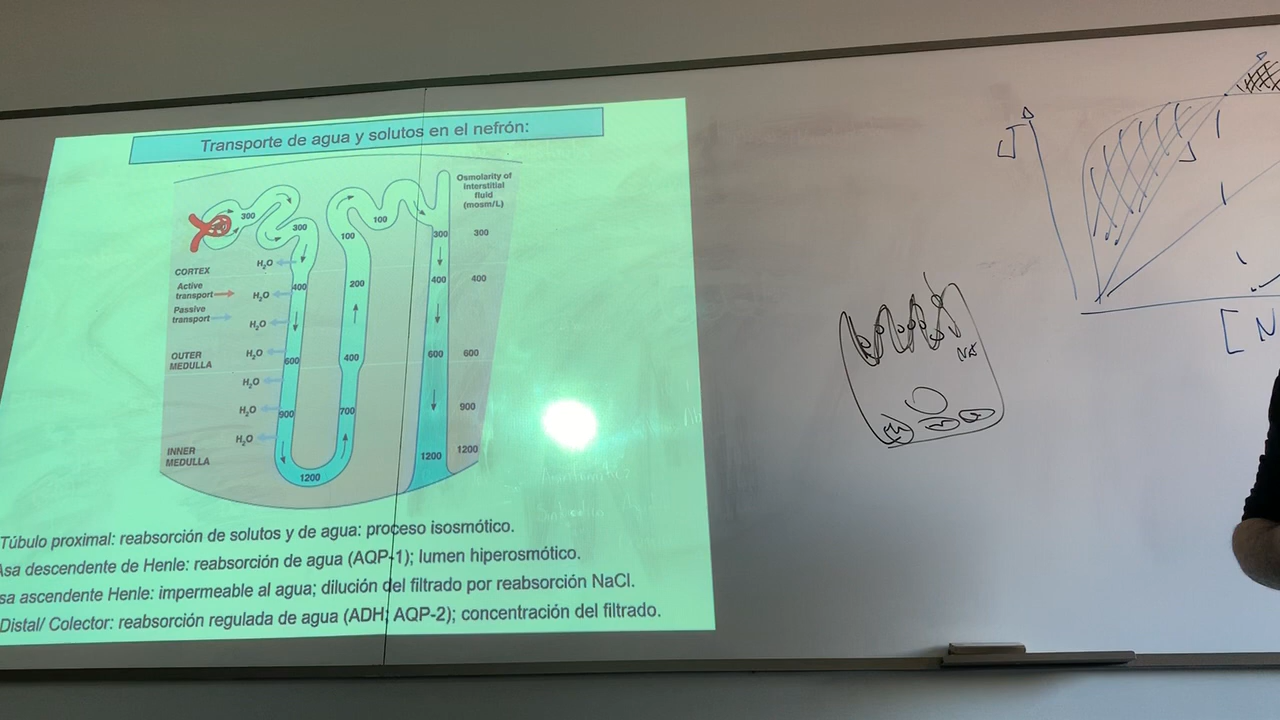 Transporte de agua y solutos en el nefrón:
Osmolarity of
interstitial
fluid
(mosm/L)
300
300
100
100
300
300
H₂O
CORTEX
Active
transport
Passive
transport
H₂O
400
200
400
400
H₂O
OUTER
MEDULLA
H₂O
600
400
600
600
H₂O
H₂O
900
700
900
H₂O
INNER
MEDULLA
1200
1200
1200
Túbulo proximal: reabsorción de solutos y de agua: proceso isosmótico.
Asa descendente de Henle: reabsorción de agua (AQP-1); lumen hiperosmótico.
sa ascendente Henle: impermeable al agua; dilución del filtrado por reabsorción NaCl.
Distal/ Colector: reabsorción regulada de agua (ADH; AQP-2); concentración del filtrado.
J
[N